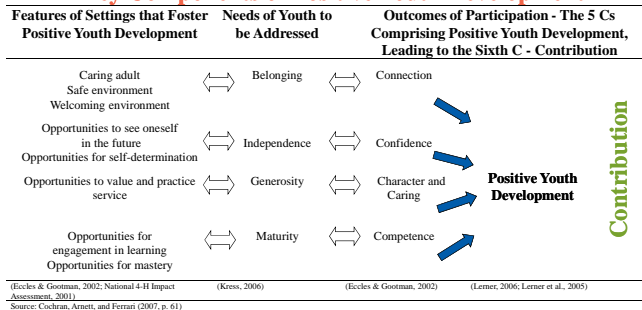 Features of Settings that Foster
Positive Youth Development
Needs of Youth to
be Addressed
Outcomes of Participation - The 5 Cs
Comprising Positive Youth Development,
Leading to the Sixth C - Contribution
Caring adult
Safe environment
Welcoming environment
Belonging
Connection
Opportunities to see oneself
in the future
Opportunities for self-determination
Independence
Confidence
Opportunities to value and practice
service
Generosity
Character and
Caring
Opportunities for
engagement in learning
Opportunities for mastery
Maturity
Competence
Positive Youth
Development
Contribution
(Eccles & Gootman, 2002; National 4-H Impact
Assessment, 2001)
(Kress, 2006)
(Eccles & Gootman, 2002)
(Lerner, 2006; Lerner et al., 2005)
Source: Cochran, Arnett, and Ferrari (2007, p. 61)